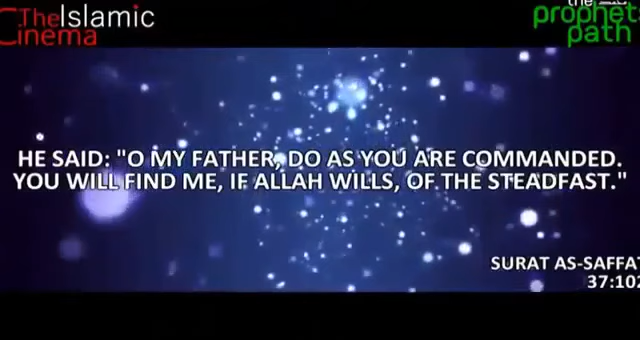 The Islamic
Cinema
the
prophet
path
HE SAID: "O MY FATHER, DO AS YOU ARE COMMANDED.
YOU WILL FIND ME, IF ALLAH WILLS, OF THE STEADFAST."
SURAT AS-SAFFAT
37:102